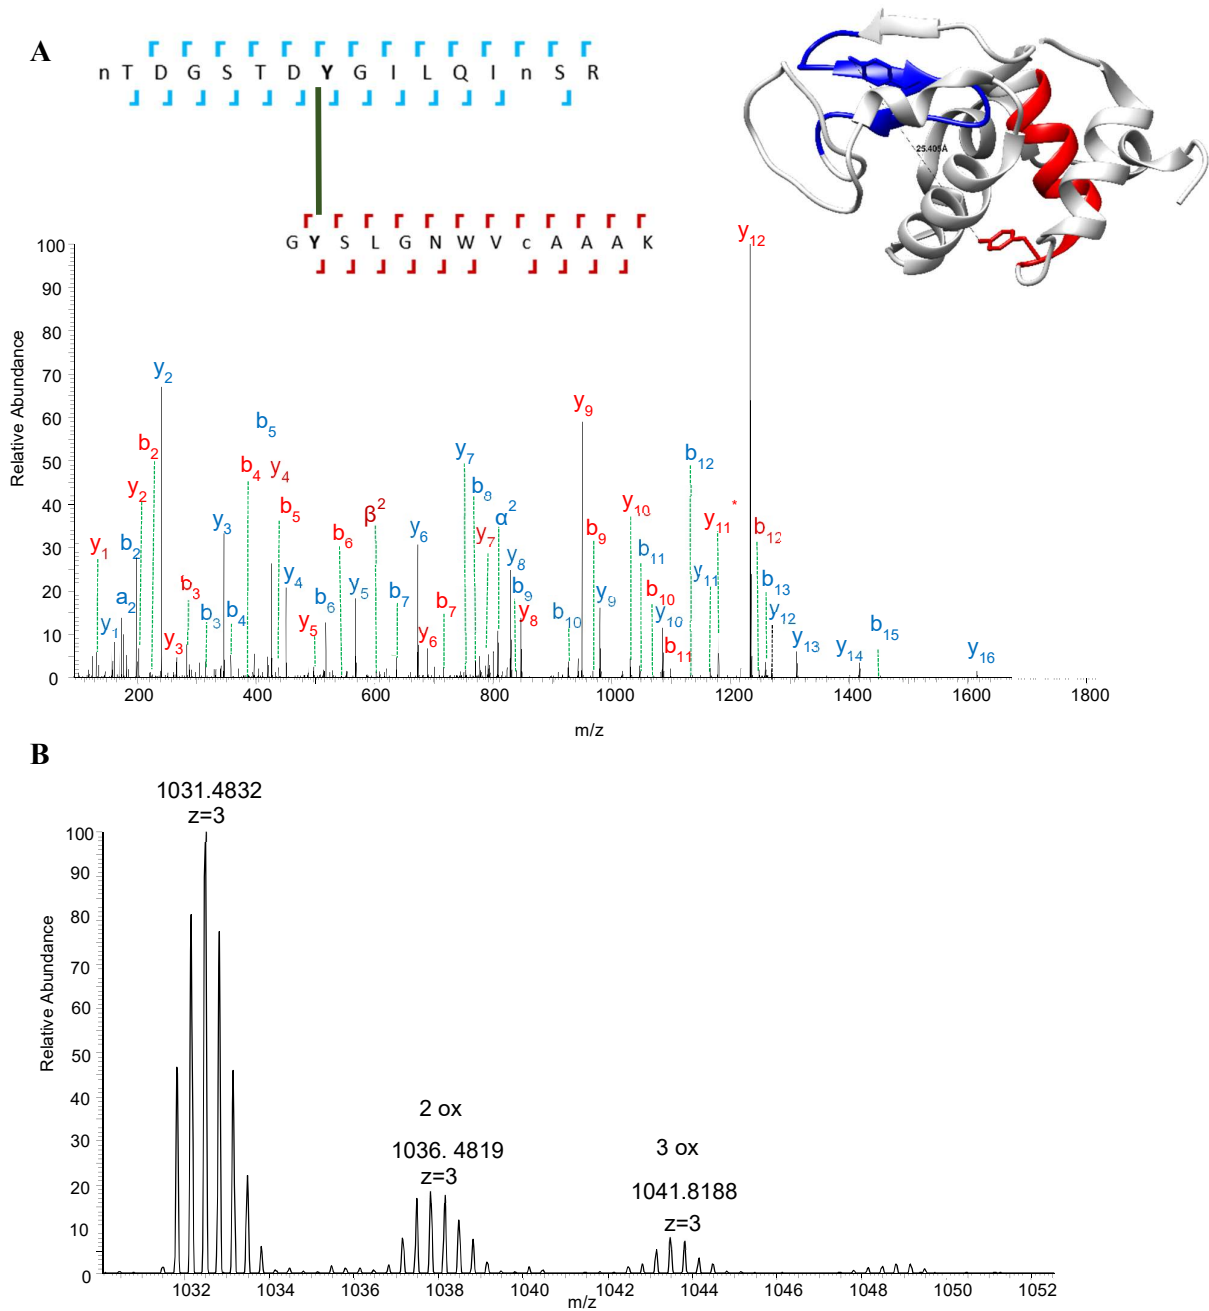 A
n T D G S T D Y G I L Q I n S R
G Y S L G N W V c A A A K
25.405Å
Relative Abundance
100
90
80
70
60
50
40
30
20
10
0
y12
y2
b2
b5
y9
y7
b12
b4
y4
y2
b8
b5
β2
α2
y10
y11 *
y3
b6
y7
b9
b12
y1
b2
y6
y8
b11
y11
b13
a2
b3
y4
y5
b7
b9
y9
b10
y1
b3
b4
b6
b7
y8
b10
y10
y12
b15
y3
y5
y6
b11
y13
y14
y16
200 400 600 800 1000 1200 1400 1600 1800
m/z
B
1031.4832
z=3
2 ox
1036. 4819
z=3
3 ox
1041.8188
z=3
Relative Abundance
100
90
80
70
60
50
40
30
20
10
0
1032 1034 1036 1038 1040 1042 1044 1046 1048 1050 1052
m/z